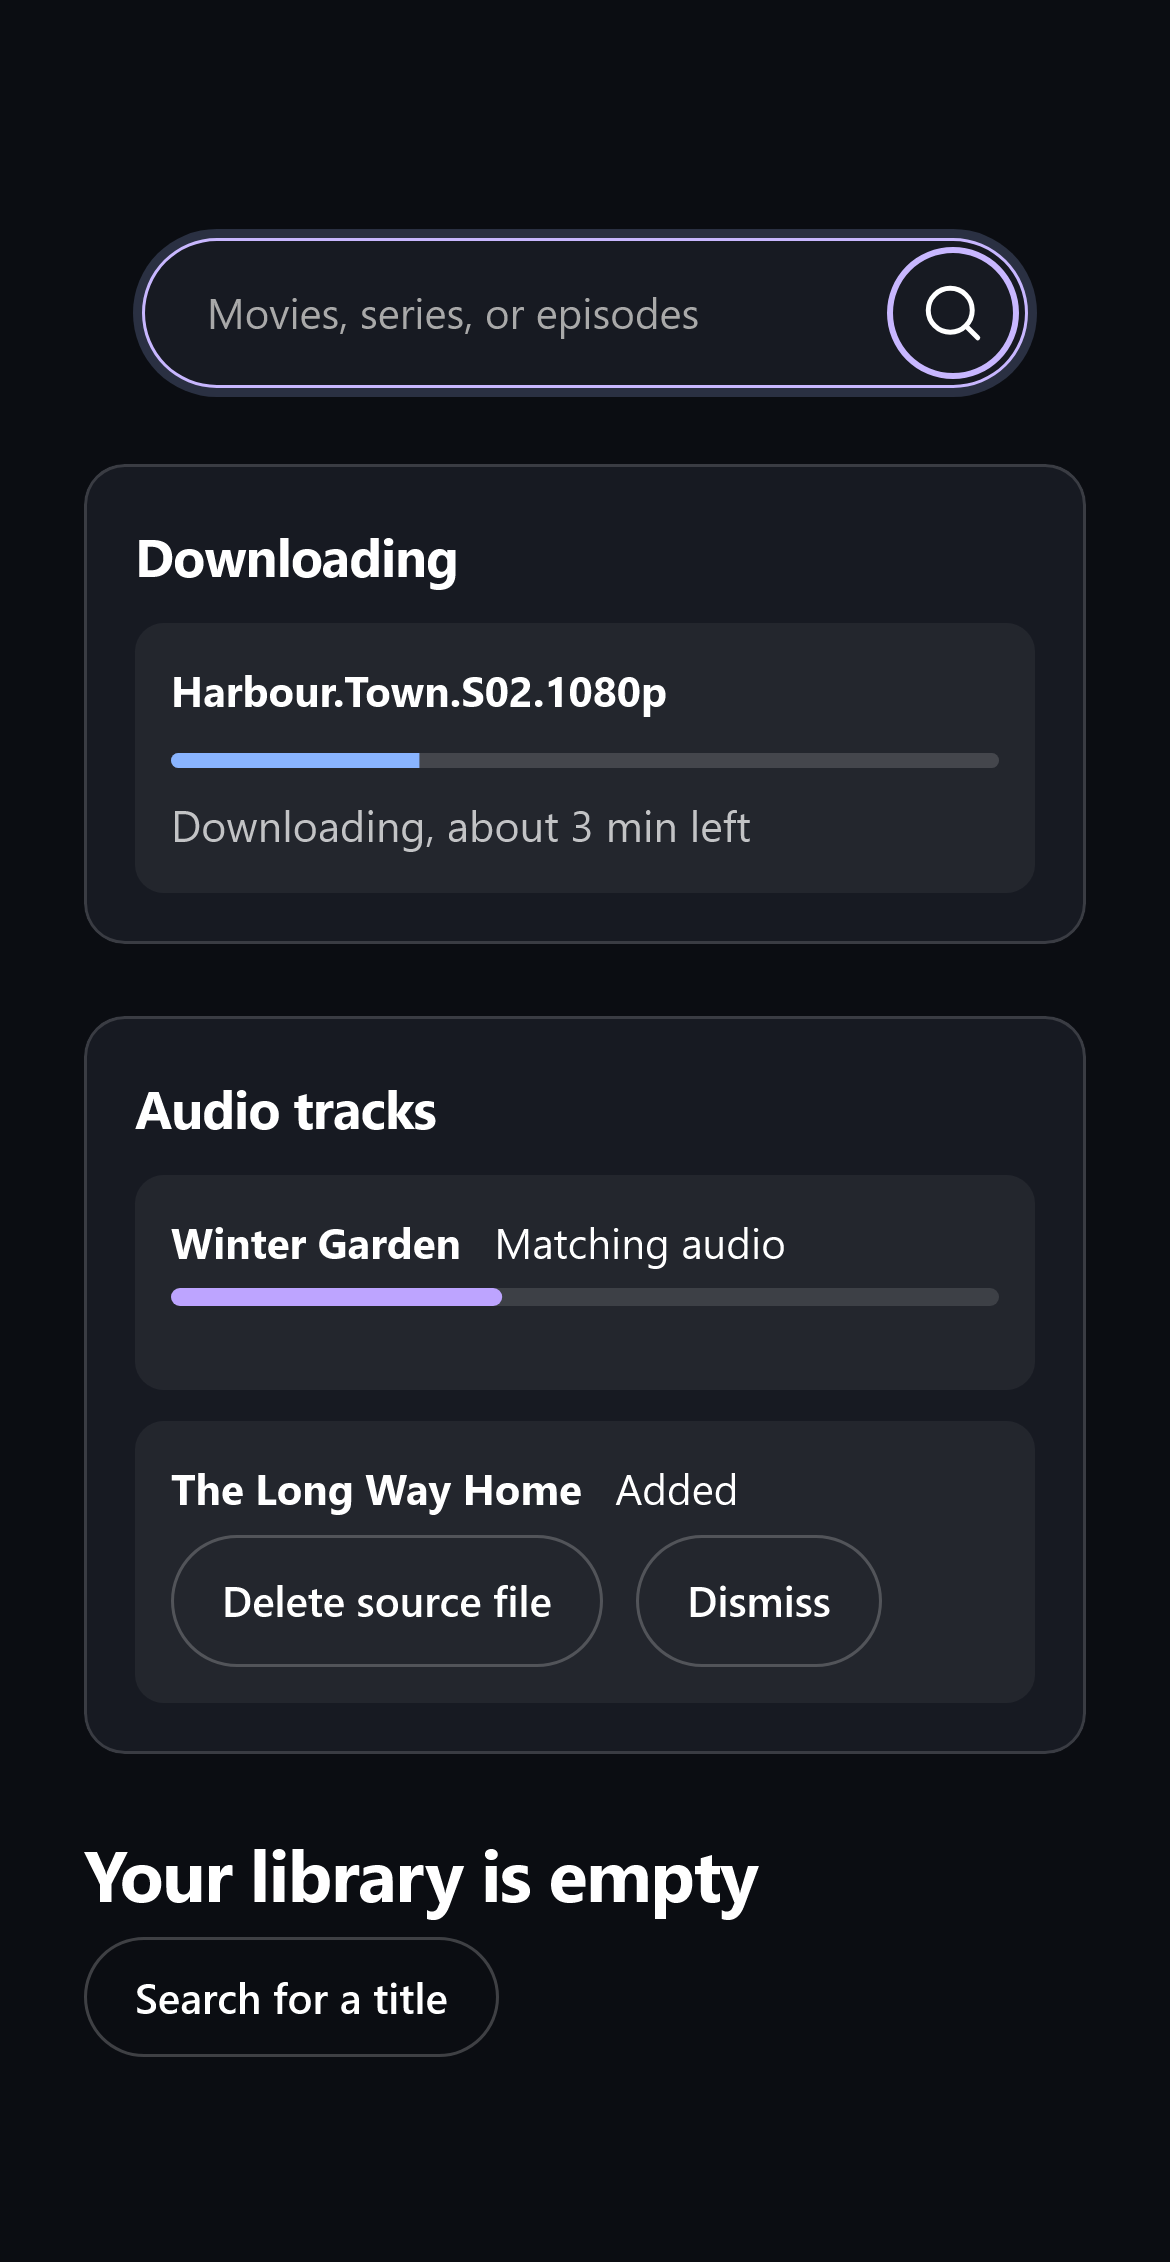 Movies, series, or episodes
Downloading
Harbour.Town.S02.1080p
Downloading, about 3 min left
Audio tracks
Winter Garden Matching audio
The Long Way Home Added
Delete source file Dismiss
Your library is empty
Search for a title